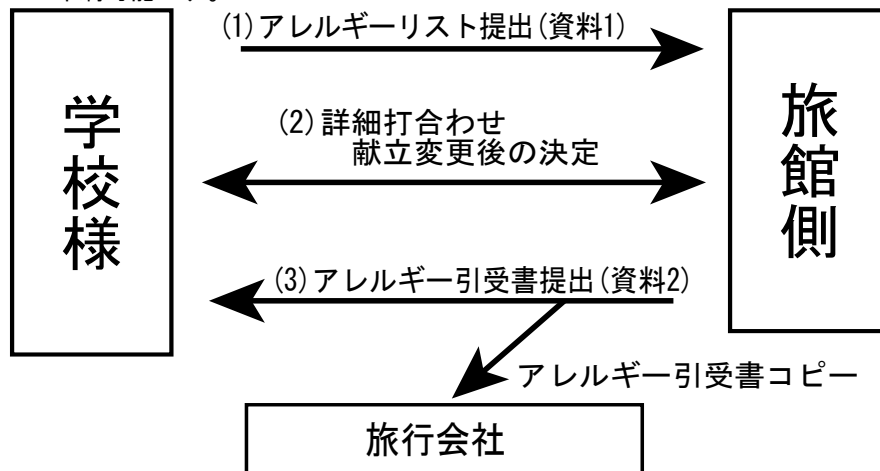 (1)アレルギーリスト提出(資料1)
学校様
旅館側
(2)詳細打合わせ
献立変更後の決定
(3)アレルギー引受書提出(資料2)
アレルギー引受書コピー
旅行会社